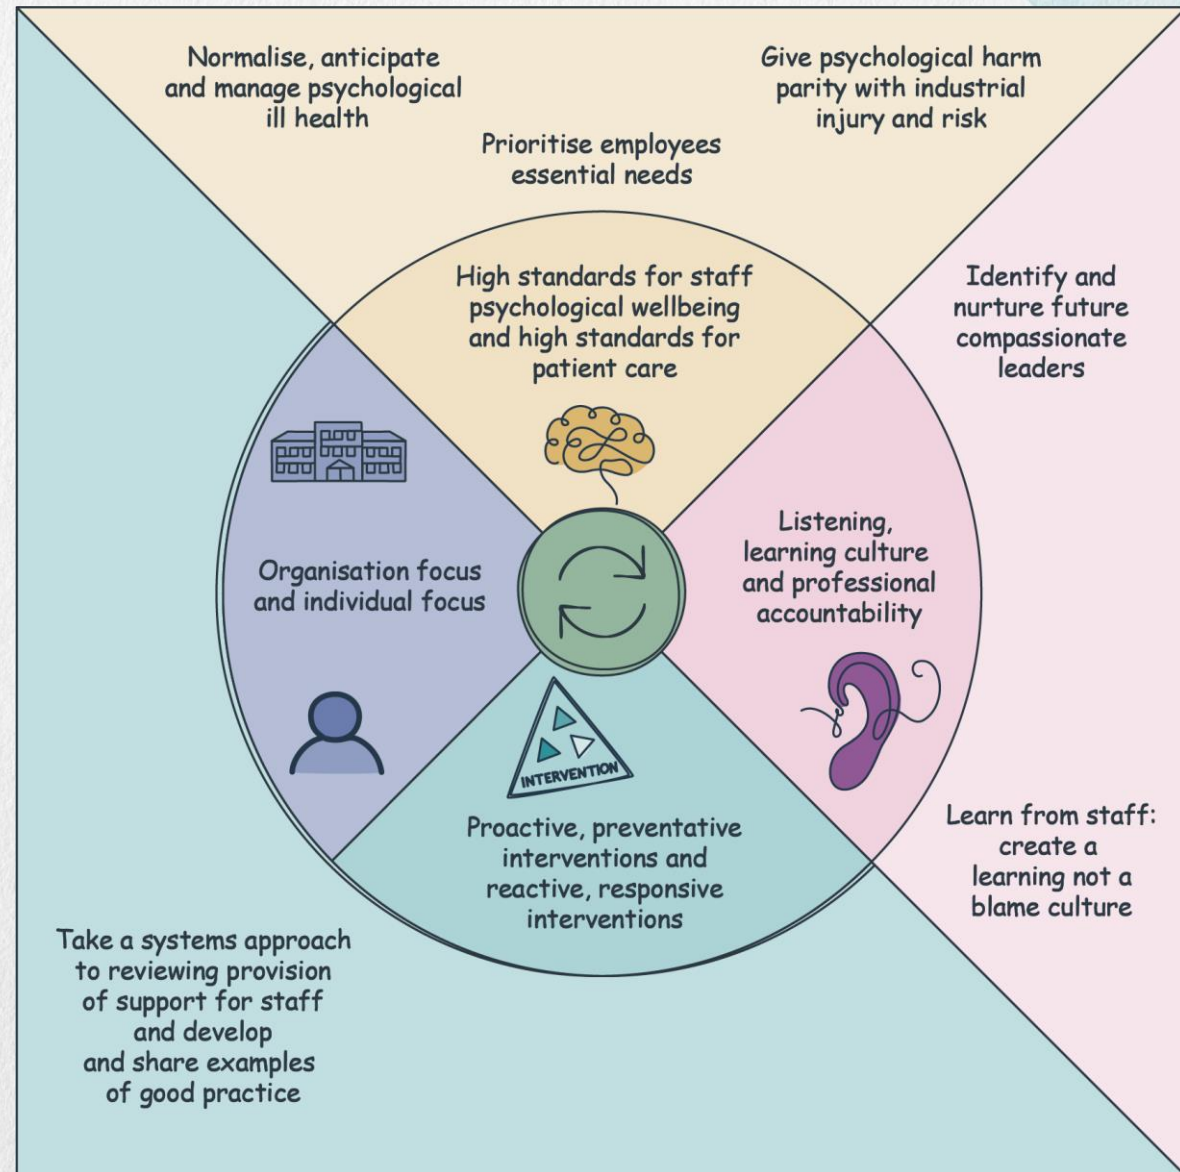 Normalise, anticipate
and manage psychological
ill health
Give psychological harm
parity with industrial
injury and risk
Prioritise employees
essential needs
High standards for staff
psychological wellbeing
and high standards for
patient care
Identify and
nurture future
compassionate
leaders
Organisation focus
and individual focus
Listening,
learning culture
and professional
accountability
INTERVENTION
Proactive, preventative
interventions and
reactive, responsive
interventions
Learn from staff:
create a
learning not a
blame culture
Take a systems approach
to reviewing provision
of support for staff
and develop
and share examples
of good practice